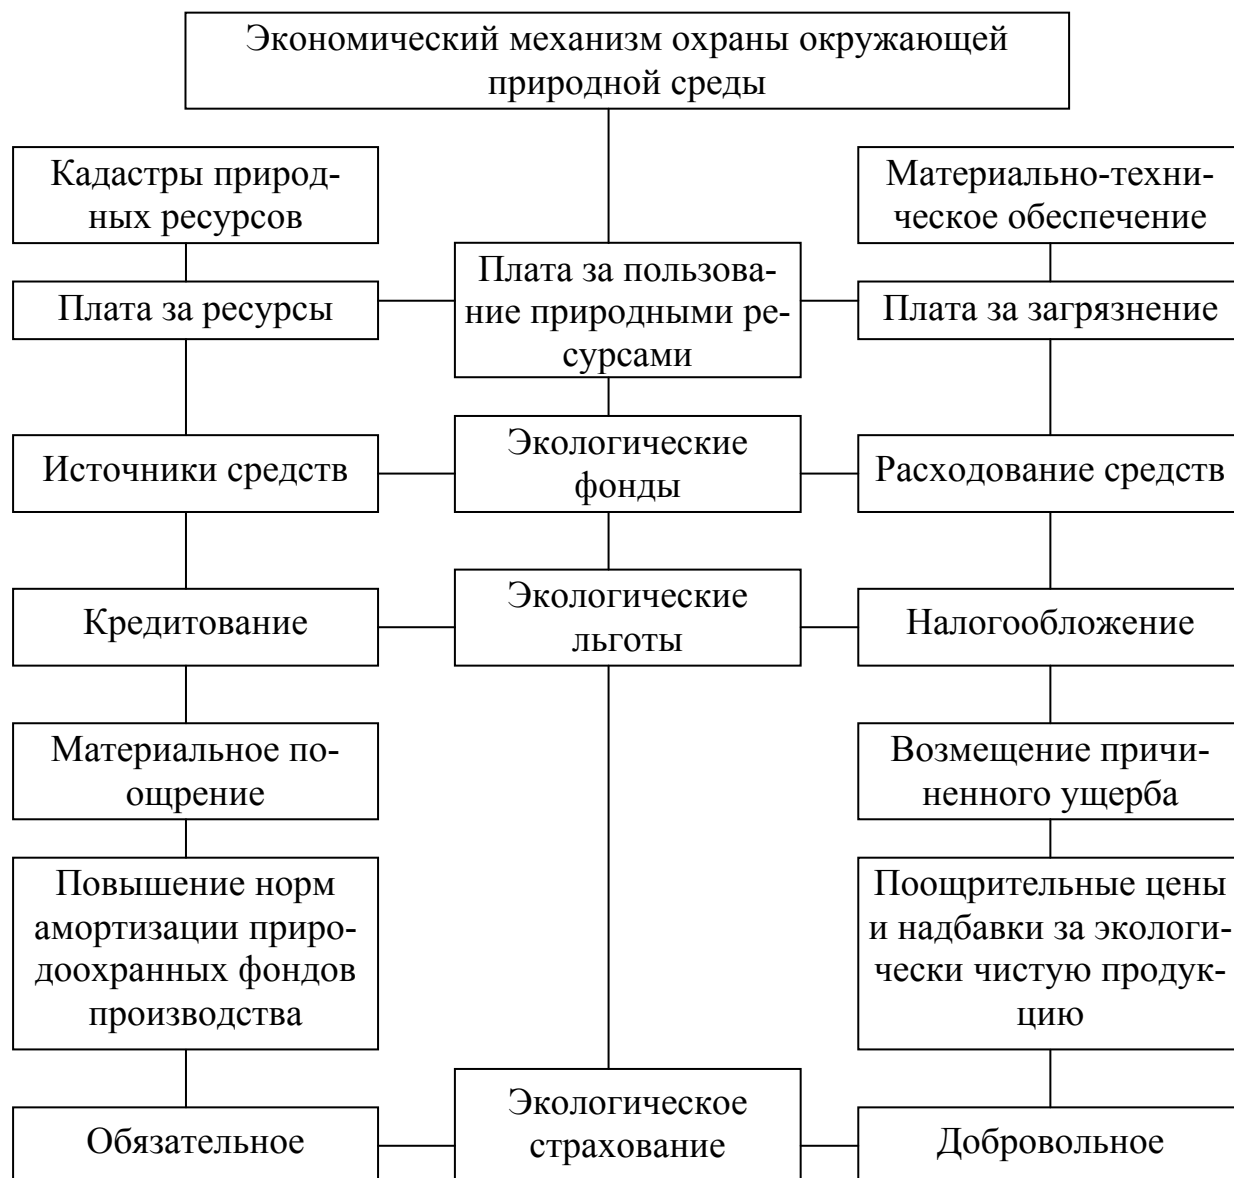 Экономический механизм охраны окружающей
природной среды
Кадастры природ-
ных ресурсов
Материально-техни-
ческое обеспечение
Плата за ресурсы
Плата за пользова-
ние природными ре-
сурсами
Плата за загрязнение
Источники средств
Экологические
фонды
Расходование средств
Кредитование
Экологические
льготы
Налогообложение
Материальное по-
ощрение
Возмещение причи-
ненного ущерба
Повышение норм
амортизации приро-
доохранных фондов
производства
Поощрительные цены
и надбавки за экологи-
чески чистую продук-
цию
Обязательное
Экологическое
страхование
Добровольное